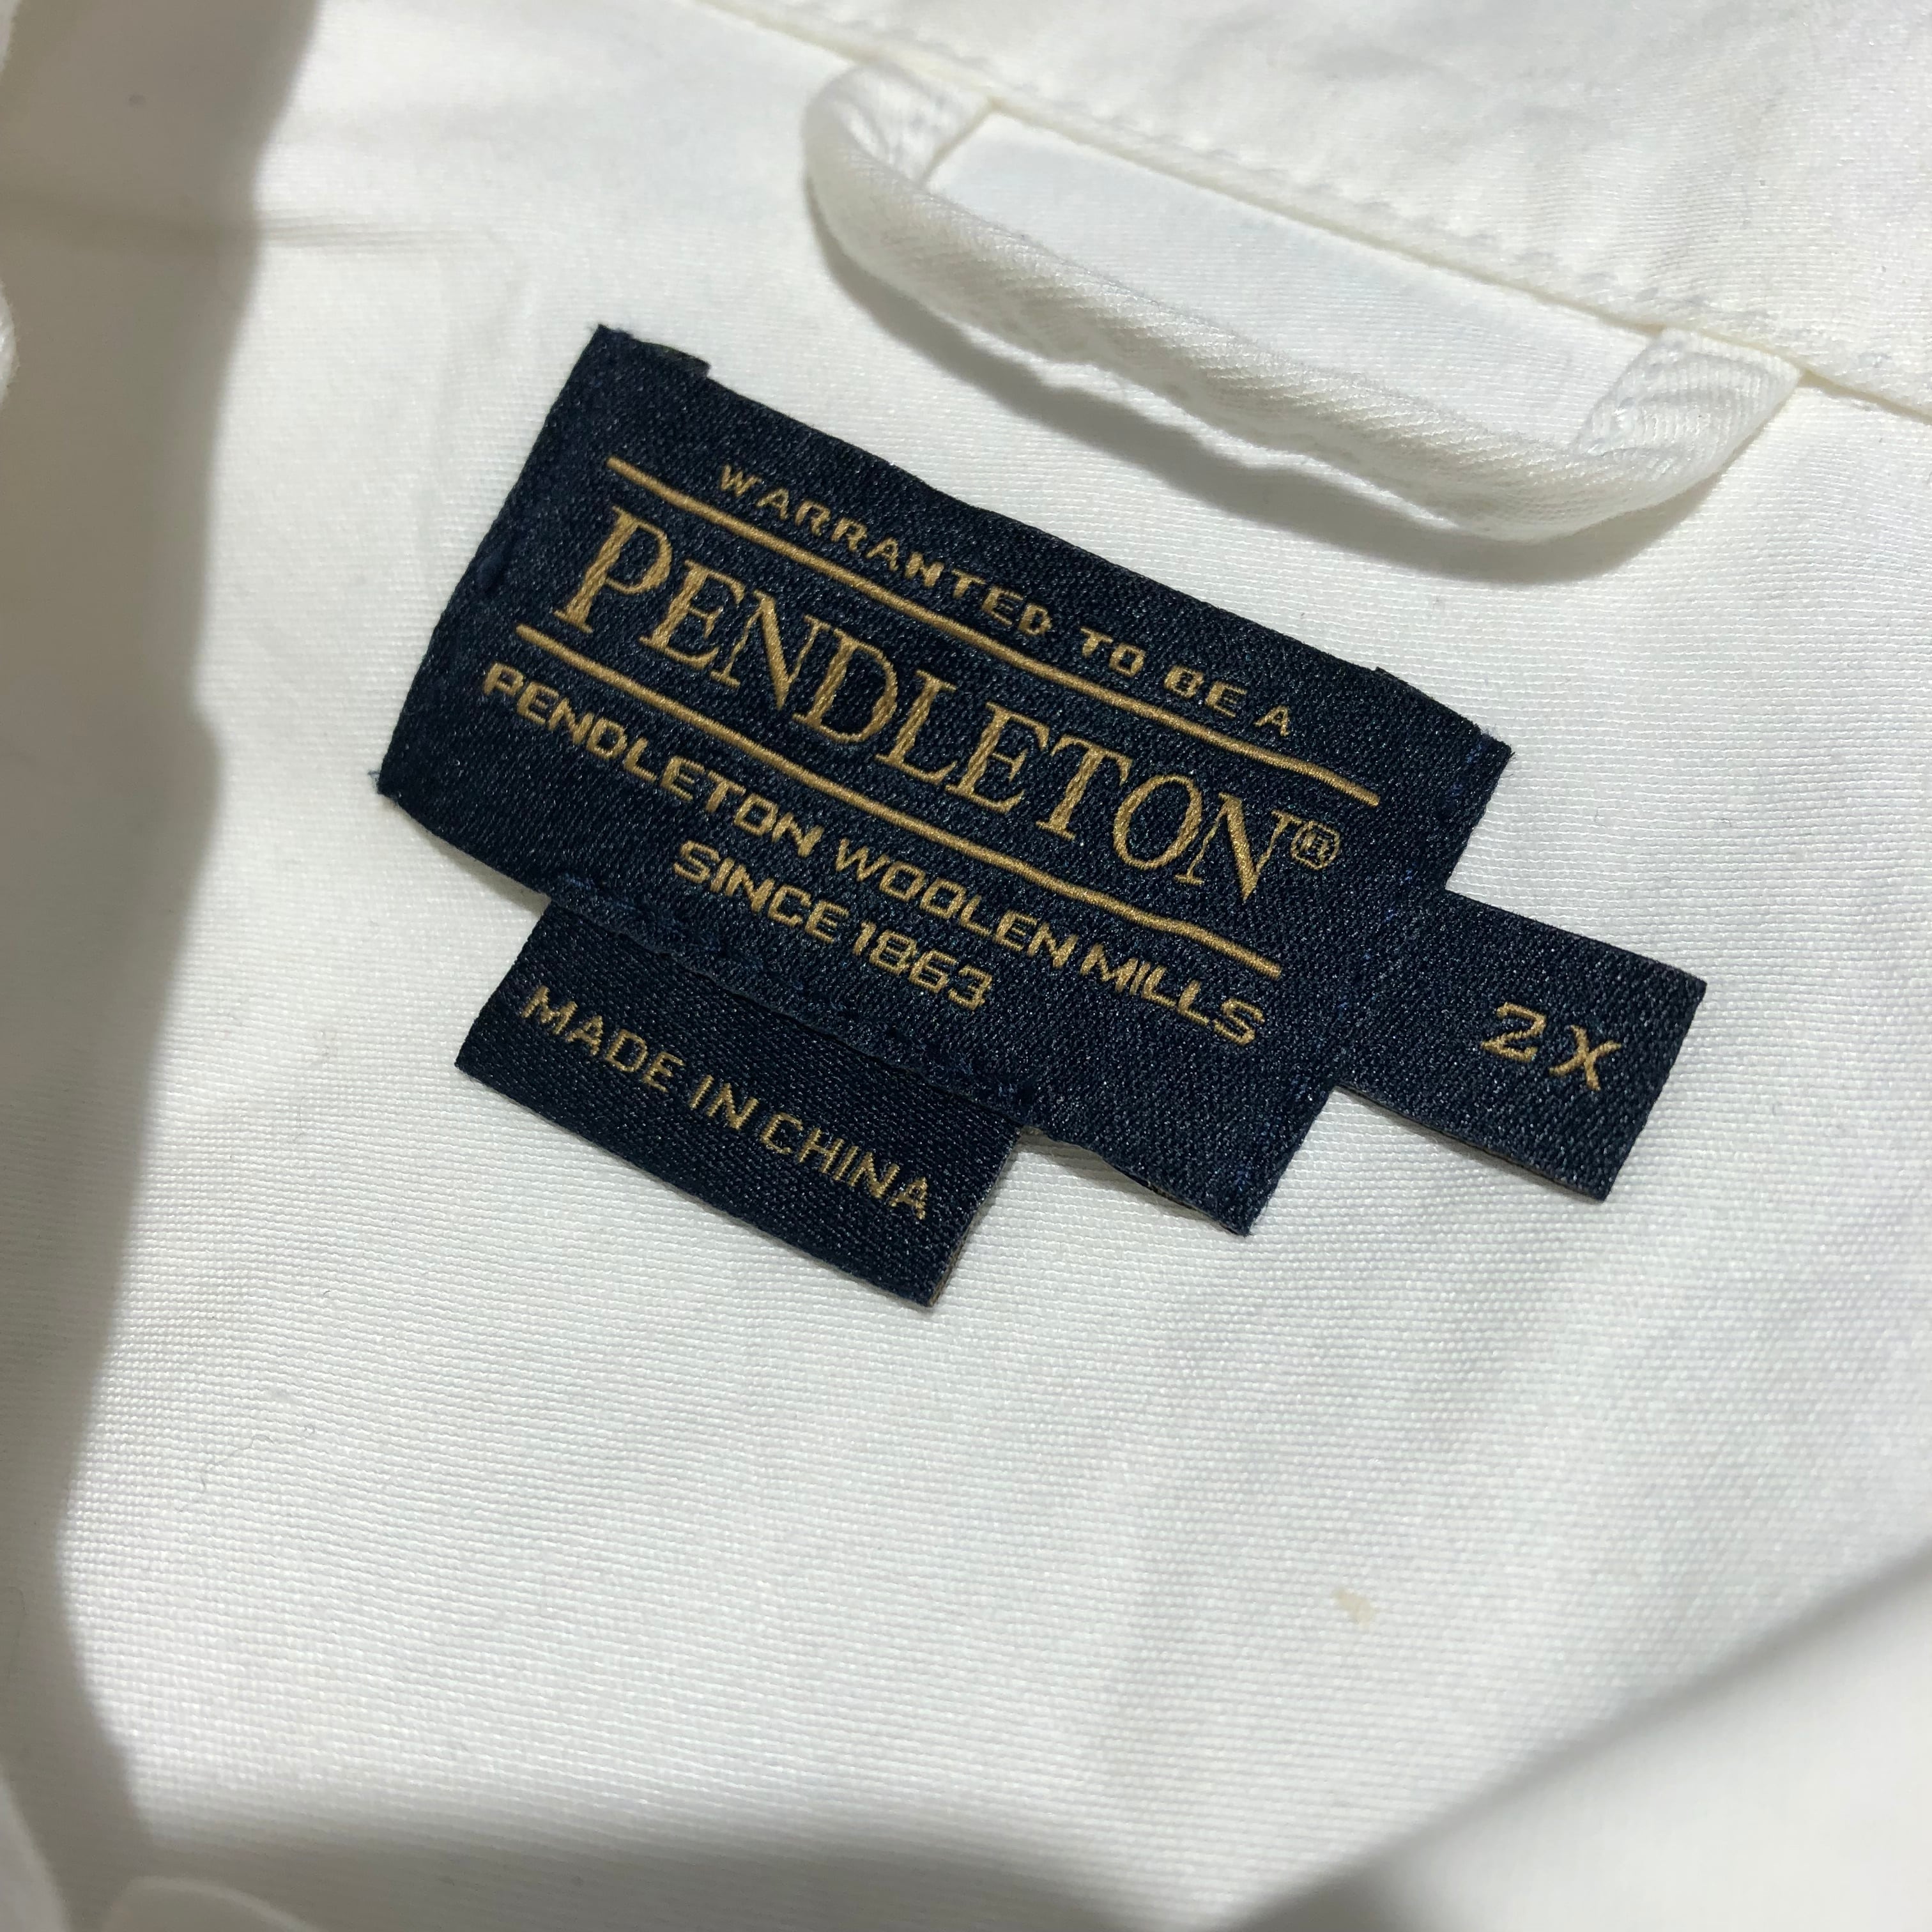 WARRANTED TO BE A
PENDLETON®
PENDLETON WOOLEN MILLS
SINCE 1863
2X
MADE IN CHINA